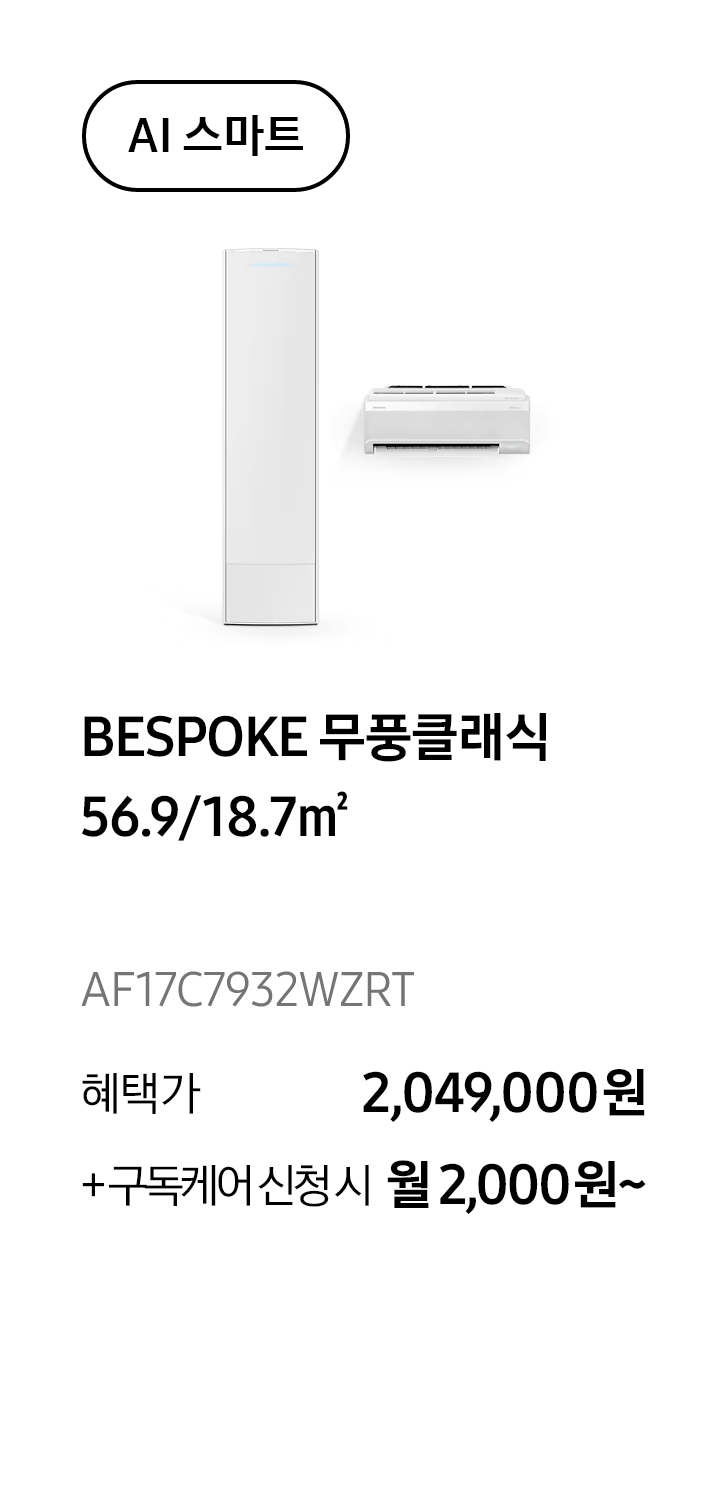 AI 스마트
BESPOKE 무풍클래식
56.9/18.7㎡
AF17C7932WZRT
혜택가 2,049,000원
+구독케어 신청 시 월 2,000원~